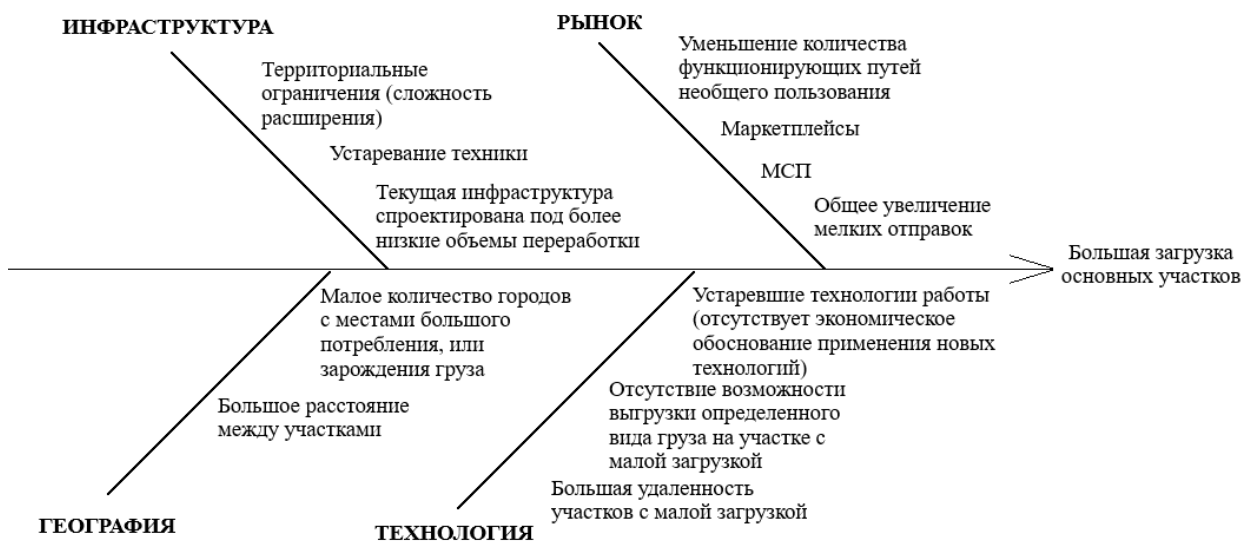 ИНФРАСТРУКТУРА
Территориальные
ограничения (сложность
расширения)
Устаревание техники
Текущая инфраструктура
спроектирована под более
низкие объемы переработки
РЫНОК
Уменьшение количества
функционирующих путей
необщего пользования
Маркетплейсы
МСП
Общее увеличение
мелких отправок
Большая загрузка
основных участков
Малое количество городов
с местами большого
потребления, или
зарождения груза
Большое расстояние
между участками
ГЕОГРАФИЯ
Устаревшие технологии работы
(отсутствует экономическое
обоснование применения новых
технологий)
Отсутствие возможности
выгрузки определенного
вида груза на участке с
малой загрузкой
Большая удаленность
участков с малой загрузкой
ТЕХНОЛОГИЯ